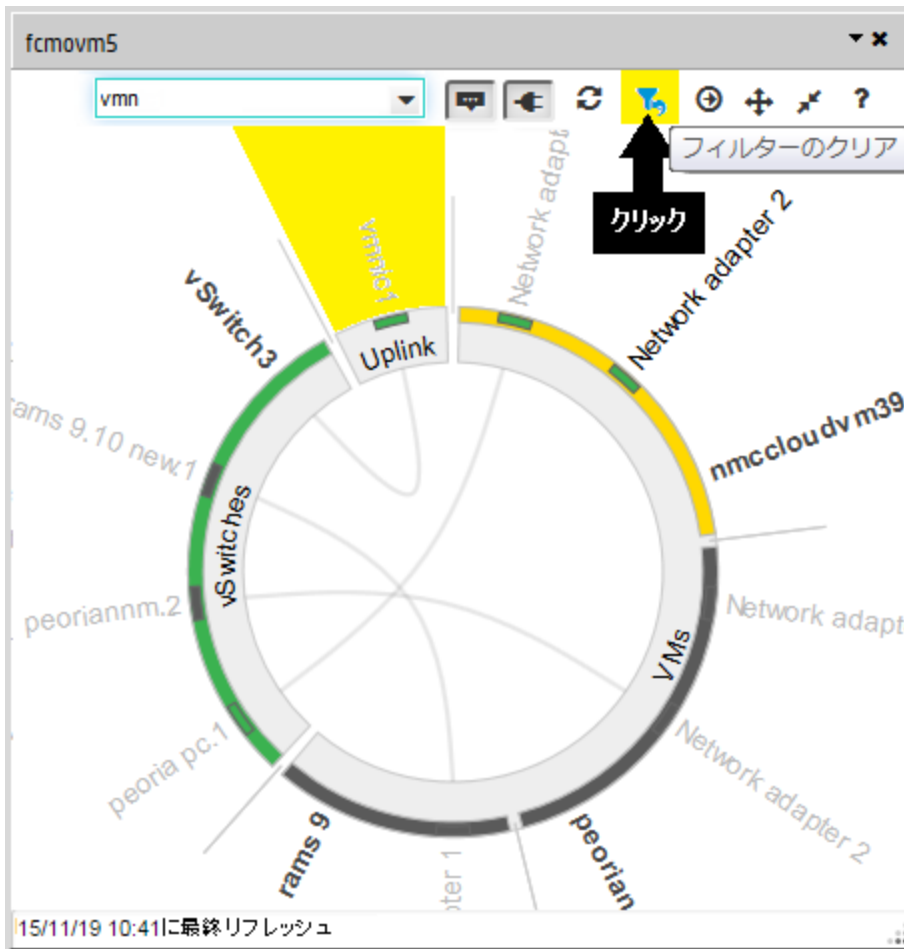 fcmovm5
vmn
?
フィルターのクリア
クリック
Network adapt
Network adapter 2
vmnic1
Uplink
vSwitch3
nmccloudvm39
rams 9.10 new.1
vSwitches
peoriannm.2
Network adapt
VMs
peoria pc.1
Network adapter 2
rams 9
peorian
pter 1
15/11/19 10:41に最終リフレッシュ